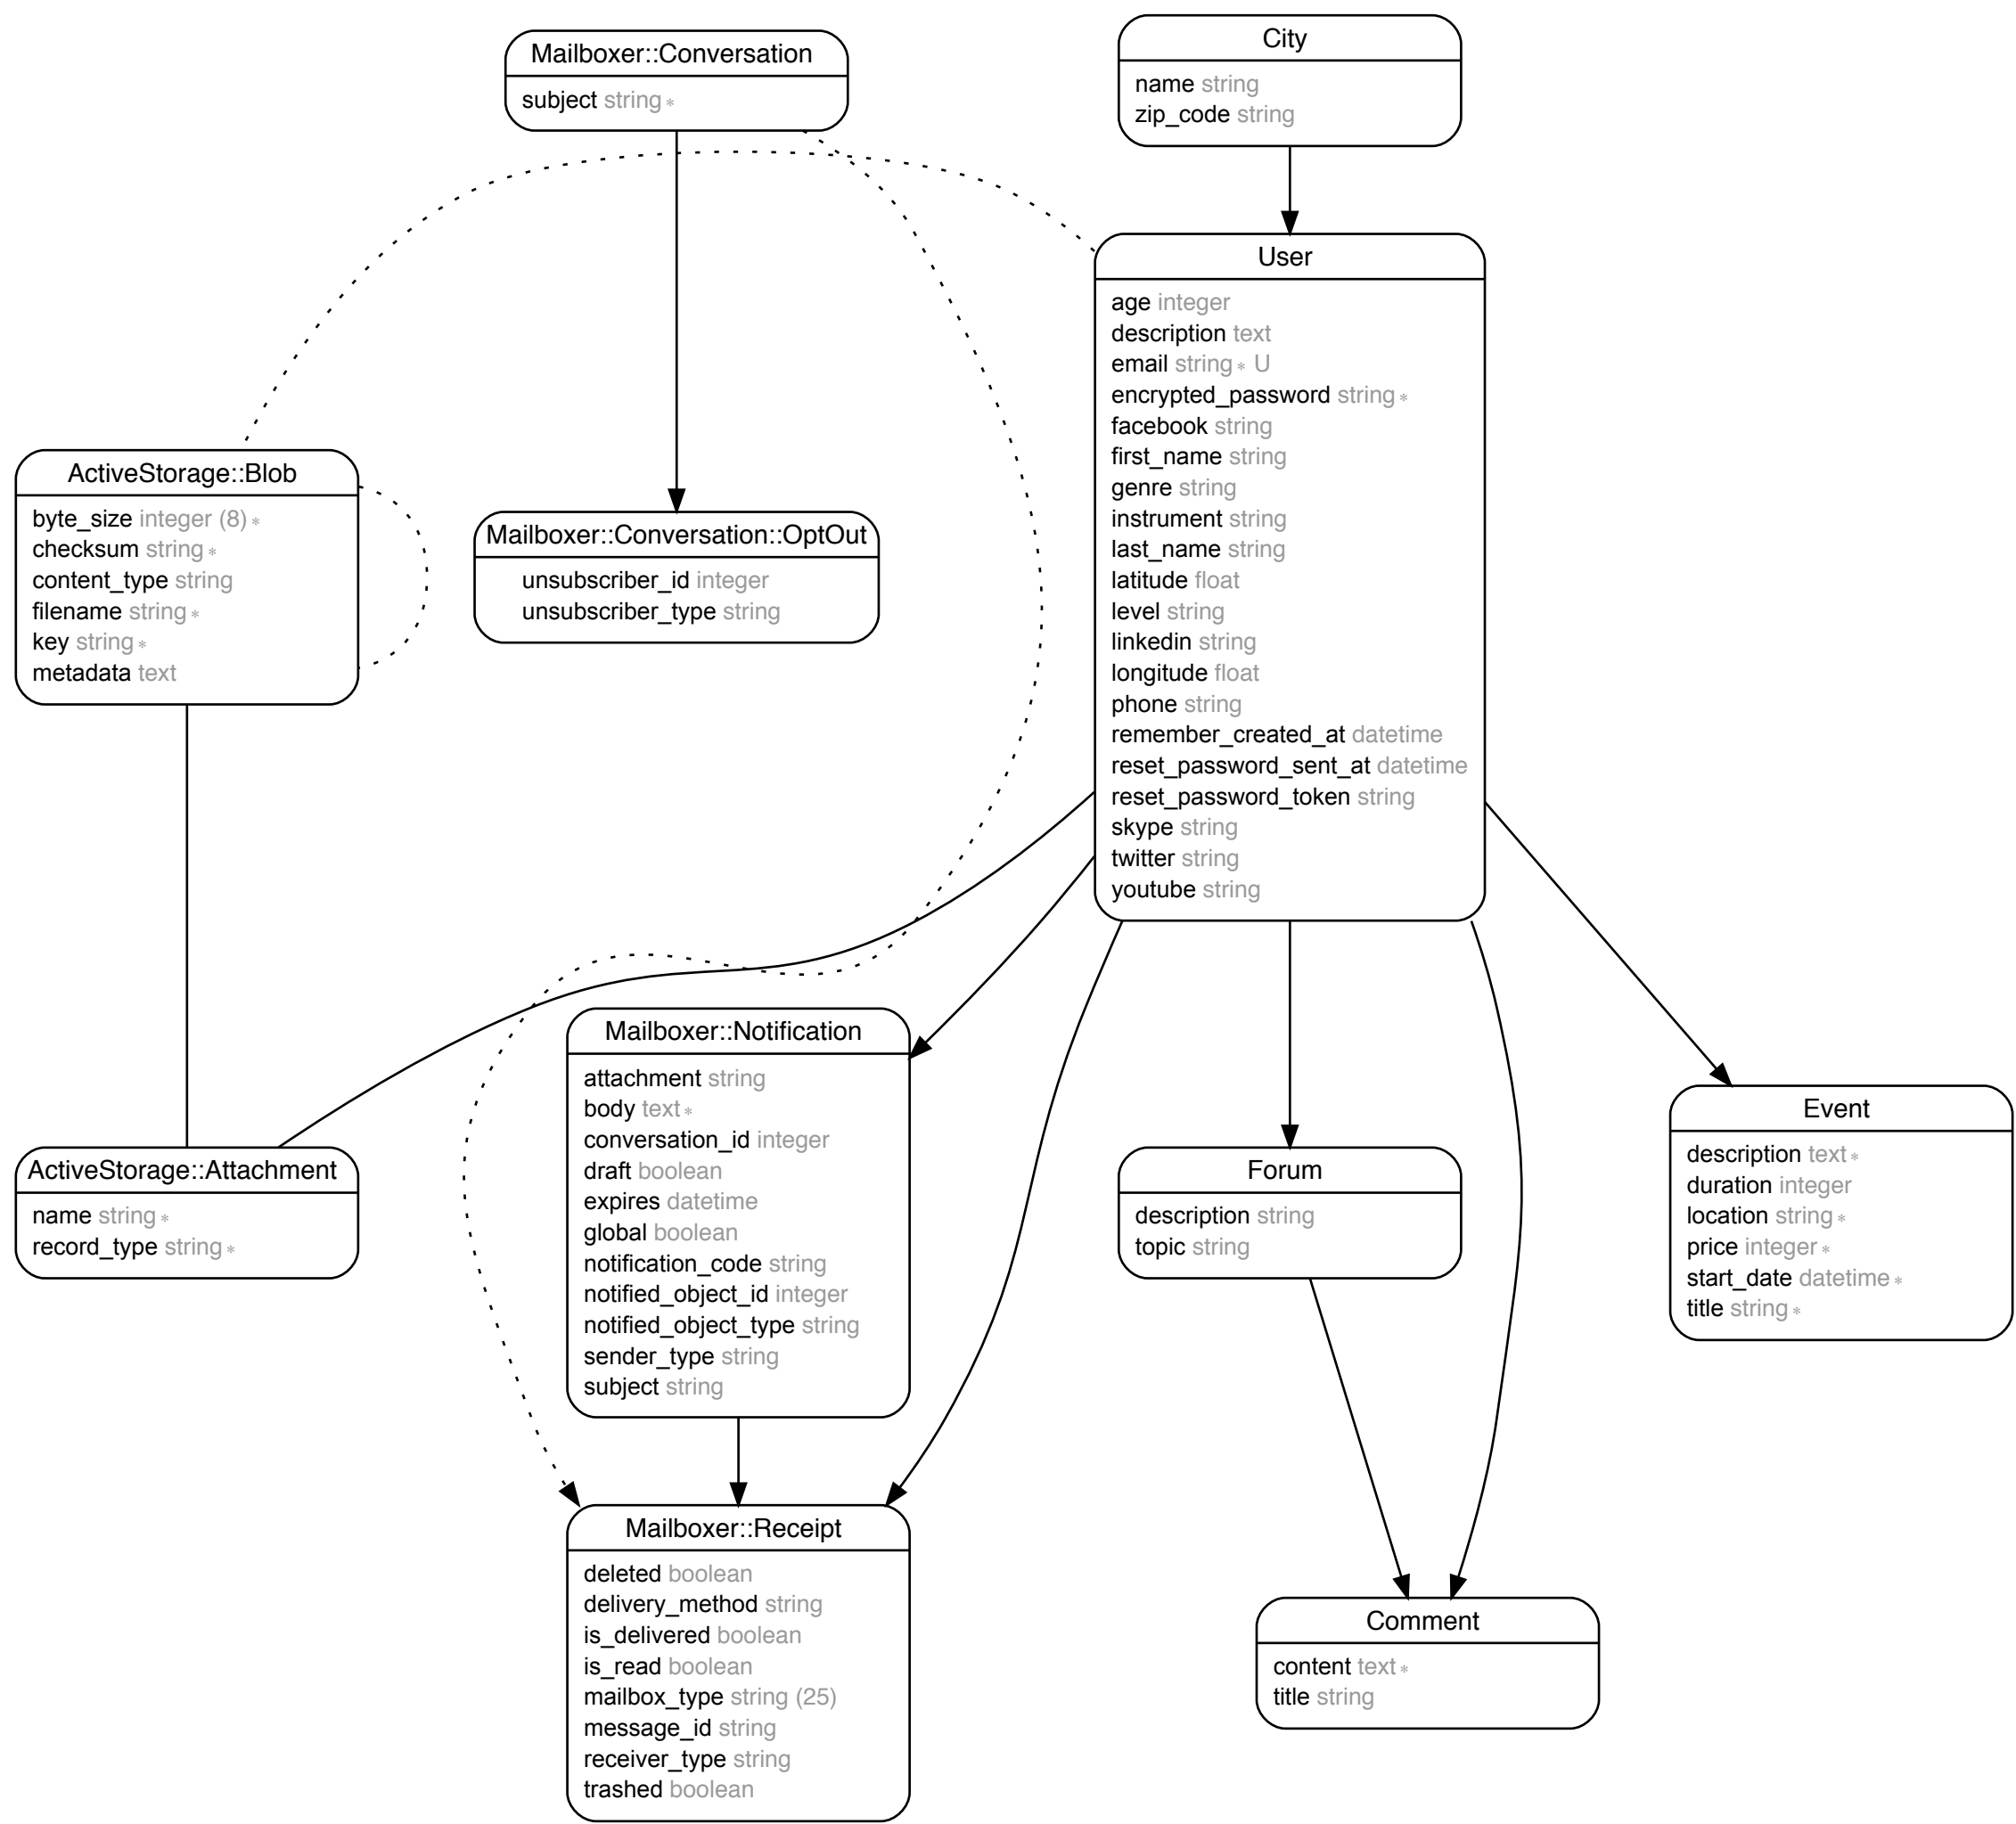 Mailboxer::Conversation
subject string ∗
City
name string
zip_code string
User
age integer
description text
email string ∗ U
encrypted_password string ∗
facebook string
first_name string
genre string
instrument string
last_name string
latitude float
level string
linkedin string
longitude float
phone string
remember_created_at datetime
reset_password_sent_at datetime
reset_password_token string
skype string
twitter string
youtube string
ActiveStorage::Blob
byte_size integer (8) ∗
checksum string ∗
content_type string
filename string ∗
key string ∗
metadata text
Mailboxer::Conversation::OptOut
unsubscriber_id integer
unsubscriber_type string
Mailboxer::Notification
attachment string
body text ∗
conversation_id integer
draft boolean
expires datetime
global boolean
notification_code string
notified_object_id integer
notified_object_type string
sender_type string
subject string
Event
description text ∗
duration integer
location string ∗
price integer ∗
start_date datetime ∗
title string ∗
ActiveStorage::Attachment
name string ∗
record_type string ∗
Forum
description string
topic string
Mailboxer::Receipt
deleted boolean
delivery_method string
is_delivered boolean
is_read boolean
mailbox_type string (25)
message_id string
receiver_type string
trashed boolean
Comment
content text ∗
title string